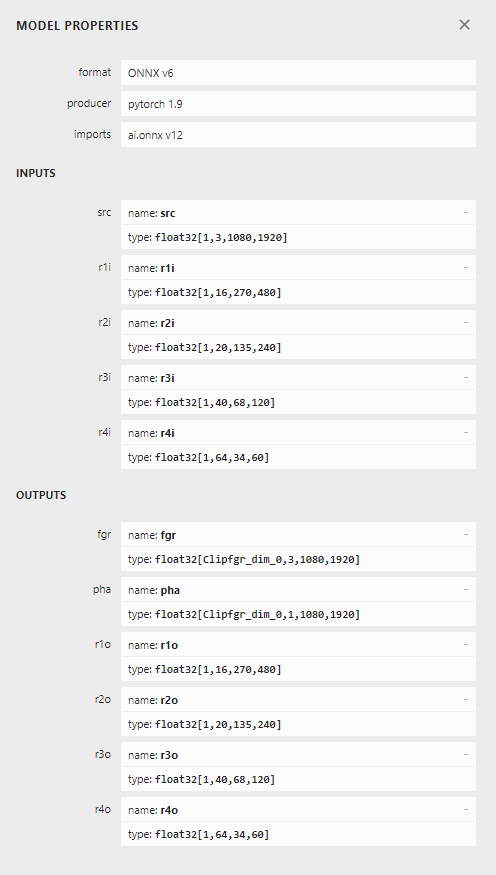 MODEL PROPERTIES
format ONNX v6
producer pytorch 1.9
imports ai.onnx v12
INPUTS
src name: src -
type: float32[1,3,1080,1920]
r1i name: r1i -
type: float32[1,16,270,480]
r2i name: r2i -
type: float32[1,20,135,240]
r3i name: r3i -
type: float32[1,40,68,120]
r4i name: r4i -
type: float32[1,64,34,60]
OUTPUTS
fgr name: fgr -
type: float32[Clipfgr_dim_0,3,1080,1920]
pha name: pha -
type: float32[Clipfgr_dim_0,1,1080,1920]
r1o name: r1o -
type: float32[1,16,270,480]
r2o name: r2o -
type: float32[1,20,135,240]
r3o name: r3o -
type: float32[1,40,68,120]
r4o name: r4o -
type: float32[1,64,34,60]